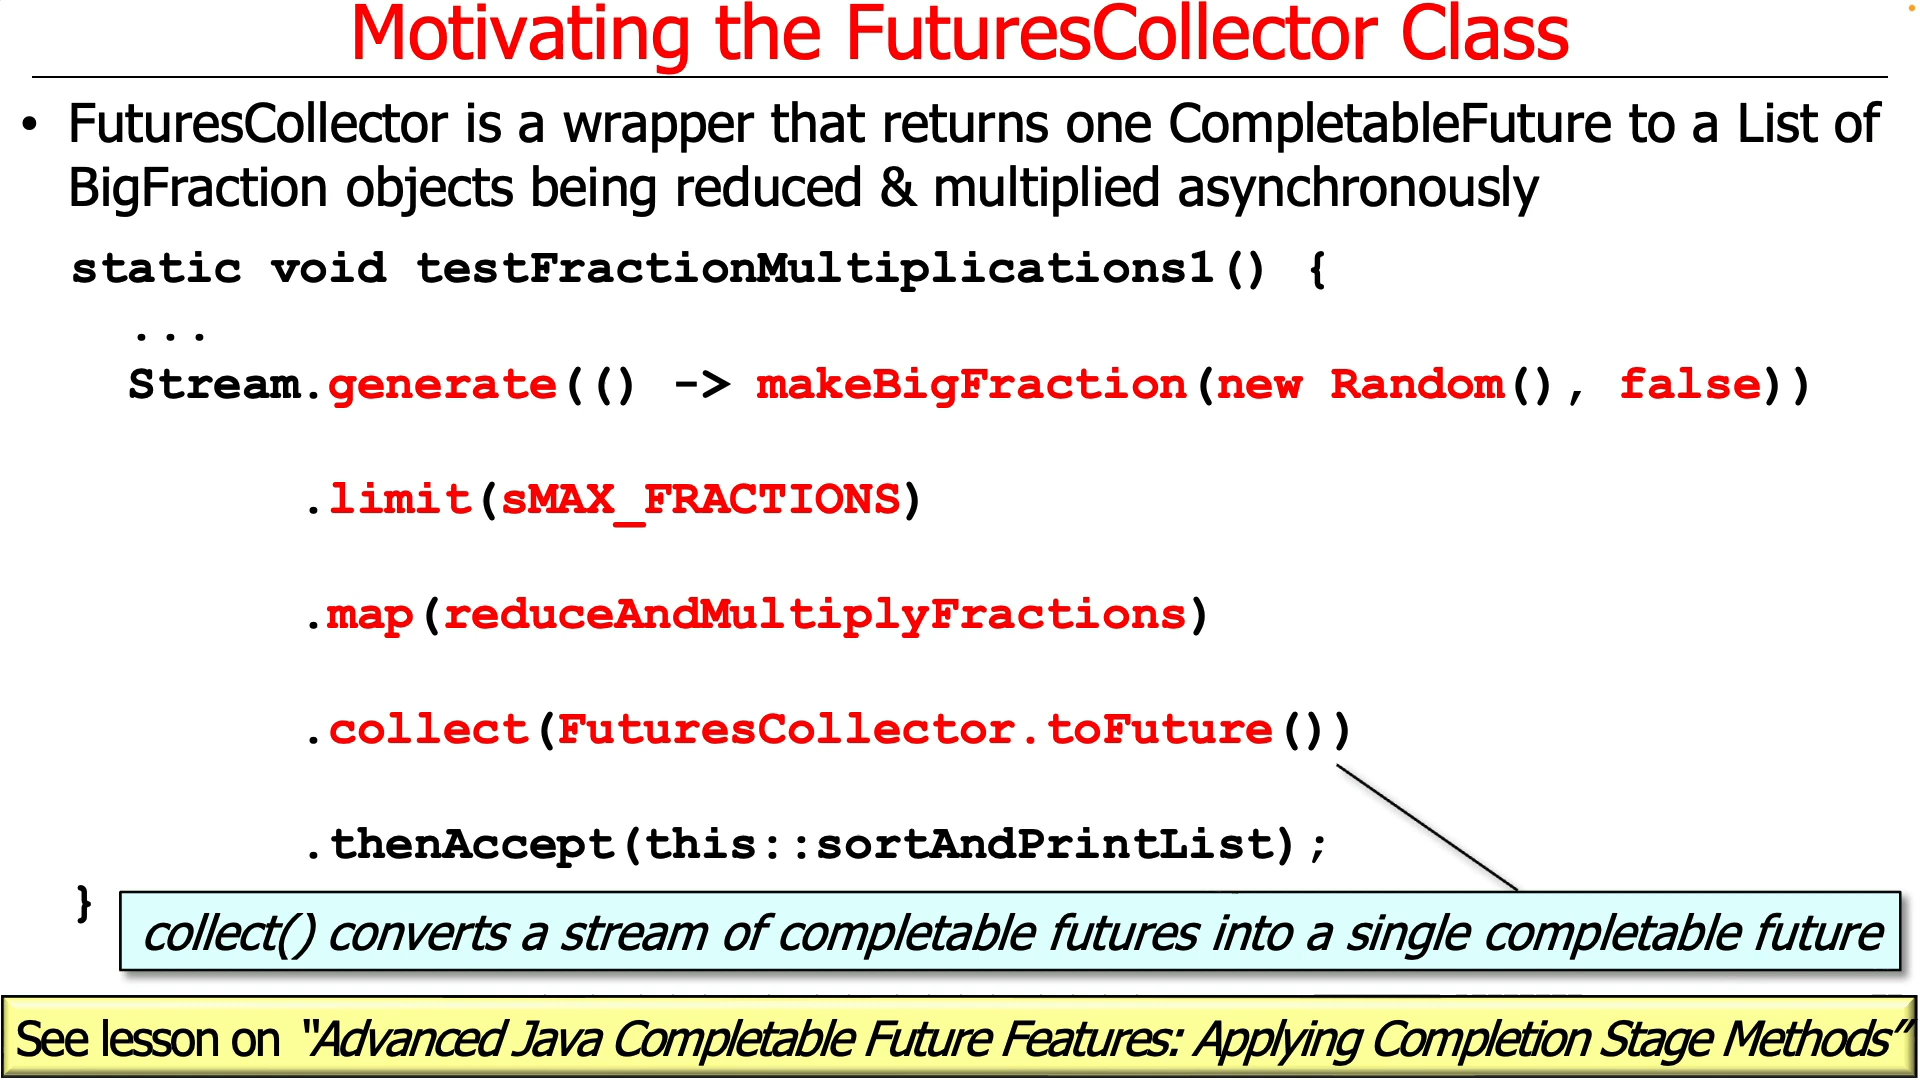 Motivating the FuturesCollector Class
• FuturesCollector is a wrapper that returns one CompletableFuture to a List of
BigFraction objects being reduced & multiplied asynchronously
static void testFractionMultiplications1() {
...
Stream.generate(() -> makeBigFraction(new Random(), false))
.limit(sMAX_FRACTIONS)
.map(reduceAndMultiplyFractions)
.collect(FuturesCollector.toFuture())
.thenAccept(this::sortAndPrintList);
}
collect() converts a stream of completable futures into a single completable future
See lesson on “Advanced Java Completable Future Features: Applying Completion Stage Methods”